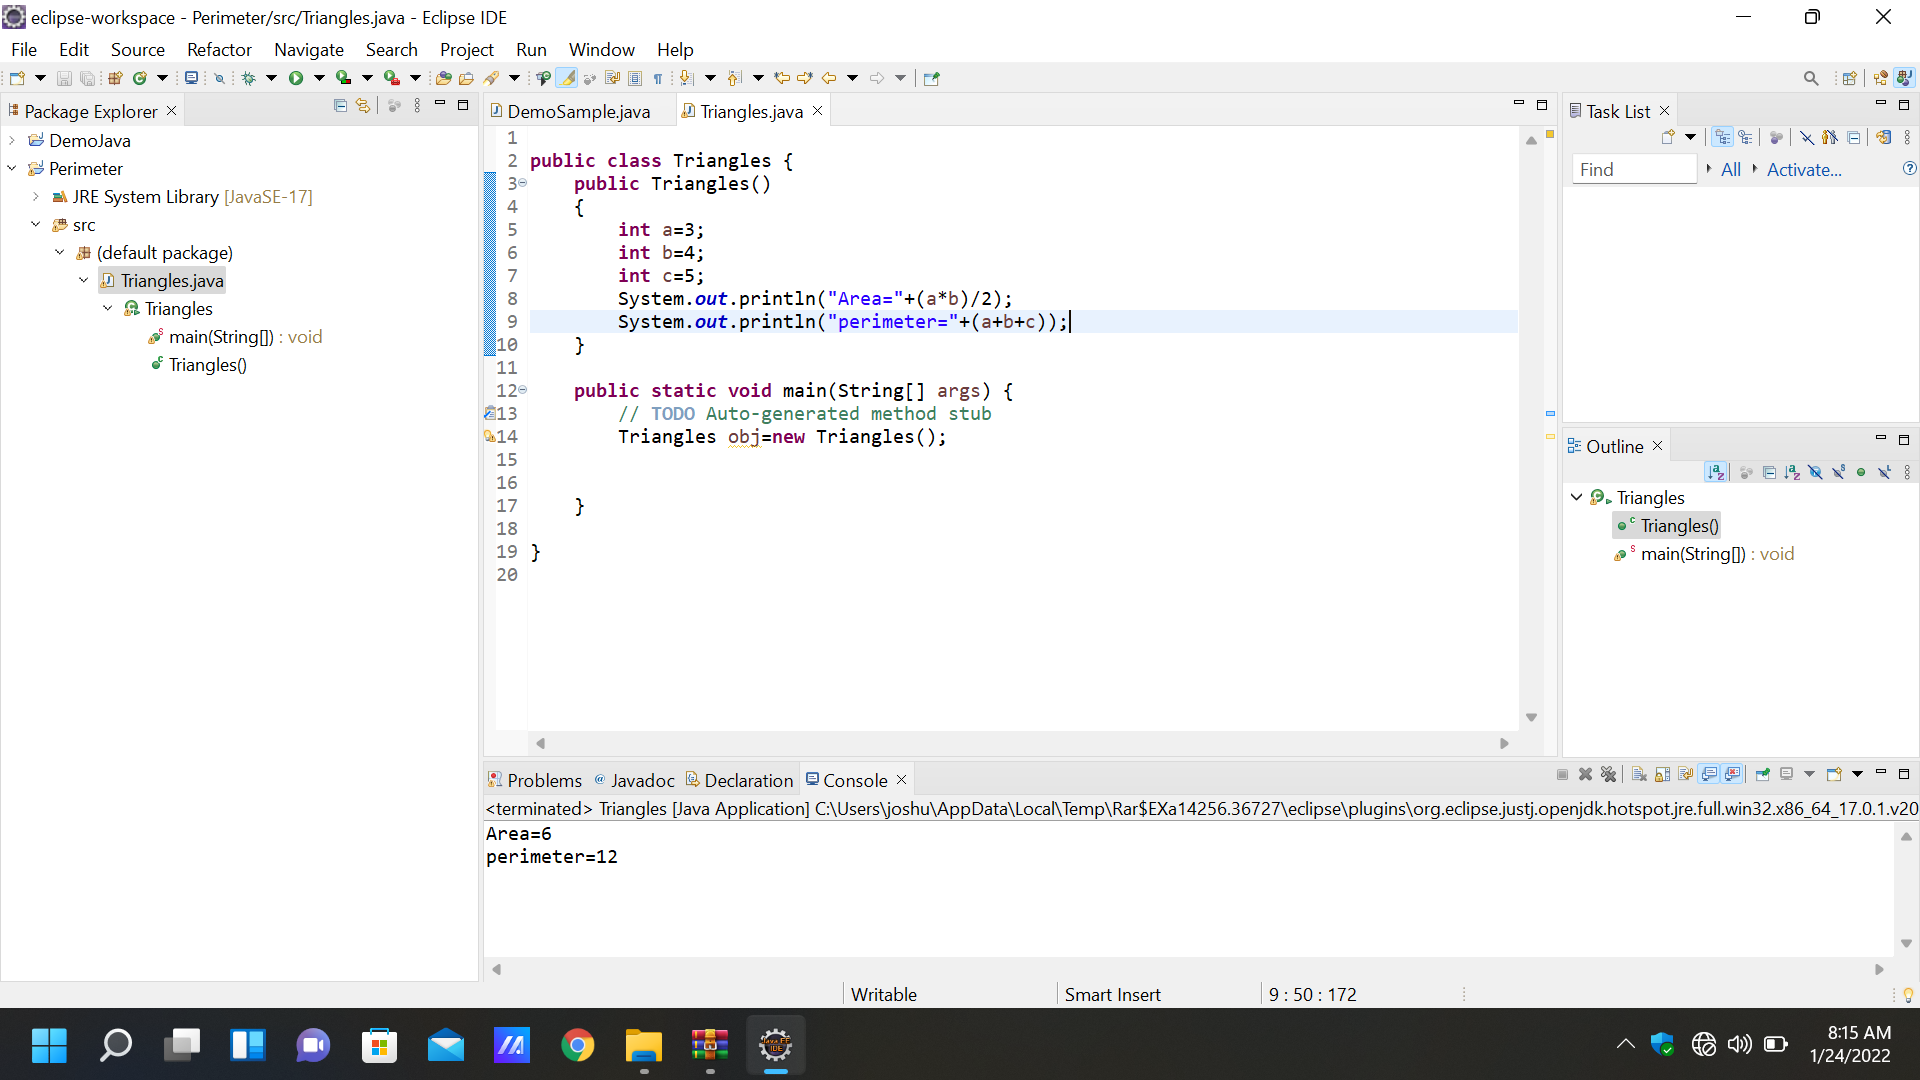 eclipse-workspace - Perimeter/src/Triangles.java - Eclipse IDE
File Edit Source Refactor Navigate Search Project Run Window Help
Package Explorer
DemoJava
Perimeter
JRE System Library [JavaSE-17]
src
(default package)
Triangles.java
Triangles
main(String[]) : void
Triangles()
DemoSample.java Triangles.java
1
2 public class Triangles {
3 public Triangles()
4 {
5 int a=3;
6 int b=4;
7 int c=5;
8 System.out.println("Area="+(a*b)/2);
9 System.out.println("perimeter="+(a+b+c));
10 }
11
12 public static void main(String[] args) {
13 // TODO Auto-generated method stub
14 Triangles obj=new Triangles();
15
16
17 }
18
19 }
20
Task List
Find All Activate...
Outline
Triangles
Triangles()
main(String[]) : void
Problems Javadoc Declaration Console
<terminated> Triangles [Java Application] C:\Users\joshu\AppData\Local\Temp\Rar$EXa14256.36727\eclipse\plugins\org.eclipse.justj.openjdk.hotspot.jre.full.win32.x86_64_17.0.1.v20
Area=6
perimeter=12
Writable Smart Insert 9 : 50 : 172
8:15 AM
1/24/2022